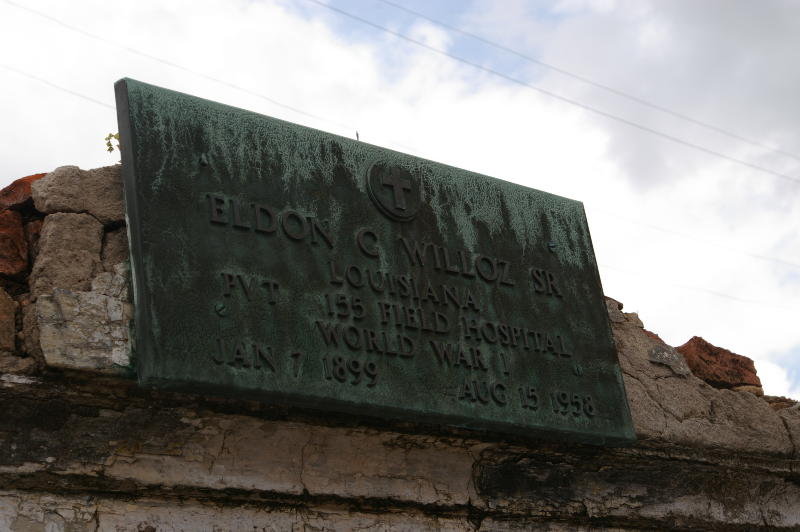 ELDON G WILLOZ SR
LOUISIANA
PVT 155 FIELD HOSPITAL
WORLD WAR I
JAN 7 1899 AUG 15 1958